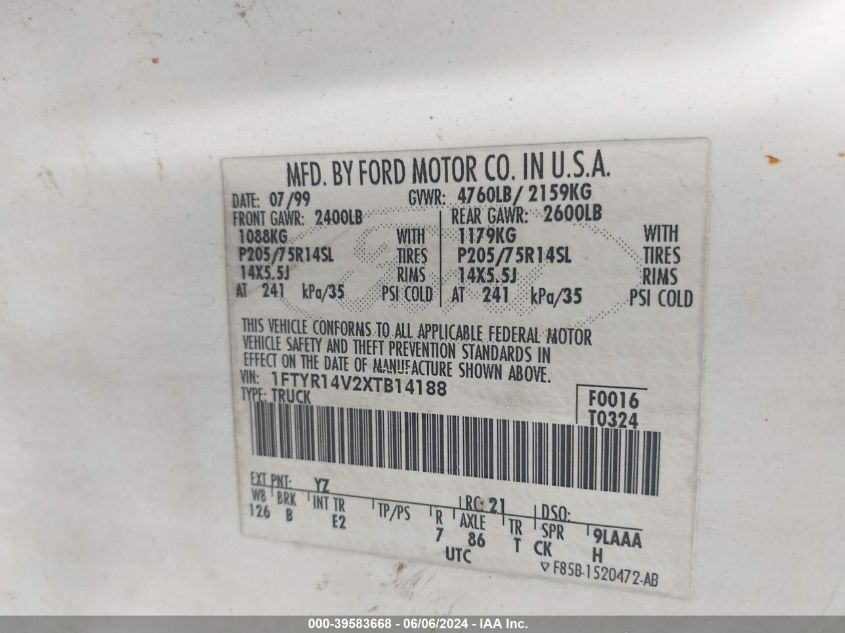 MFD. BY FORD MOTOR CO. IN U.S.A.
DATE: 07/99 GVWR: 4760LB/ 2159KG
FRONT GAWR: 2400LB REAR GAWR: 2600LB
1088KG WITH 1179KG WITH
P205/75R14SL TIRES P205/75R14SL TIRES
14X5.5J RIMS 14X5.5J RIMS
AT 241 kPa/35 PSI COLD AT 241 kPa/35 PSI COLD
THIS VEHICLE CONFORMS TO ALL APPLICABLE FEDERAL MOTOR
VEHICLE SAFETY AND THEFT PREVENTION STANDARDS IN
EFFECT ON THE DATE OF MANUFACTURE SHOWN ABOVE.
VIN: 1FTYR14V2XTB14188
TYPE: TRUCK
F0016
T0324
EXT PNT: YZ RC: 21 DSO:
WB BRK INT TR TP/PS R AXLE TR SPR 9LAAA
126 B E2 7 86 T CK H
UTC
F85B-1520472-AB
000-39583668 - 06/06/2024 - IAA Inc.